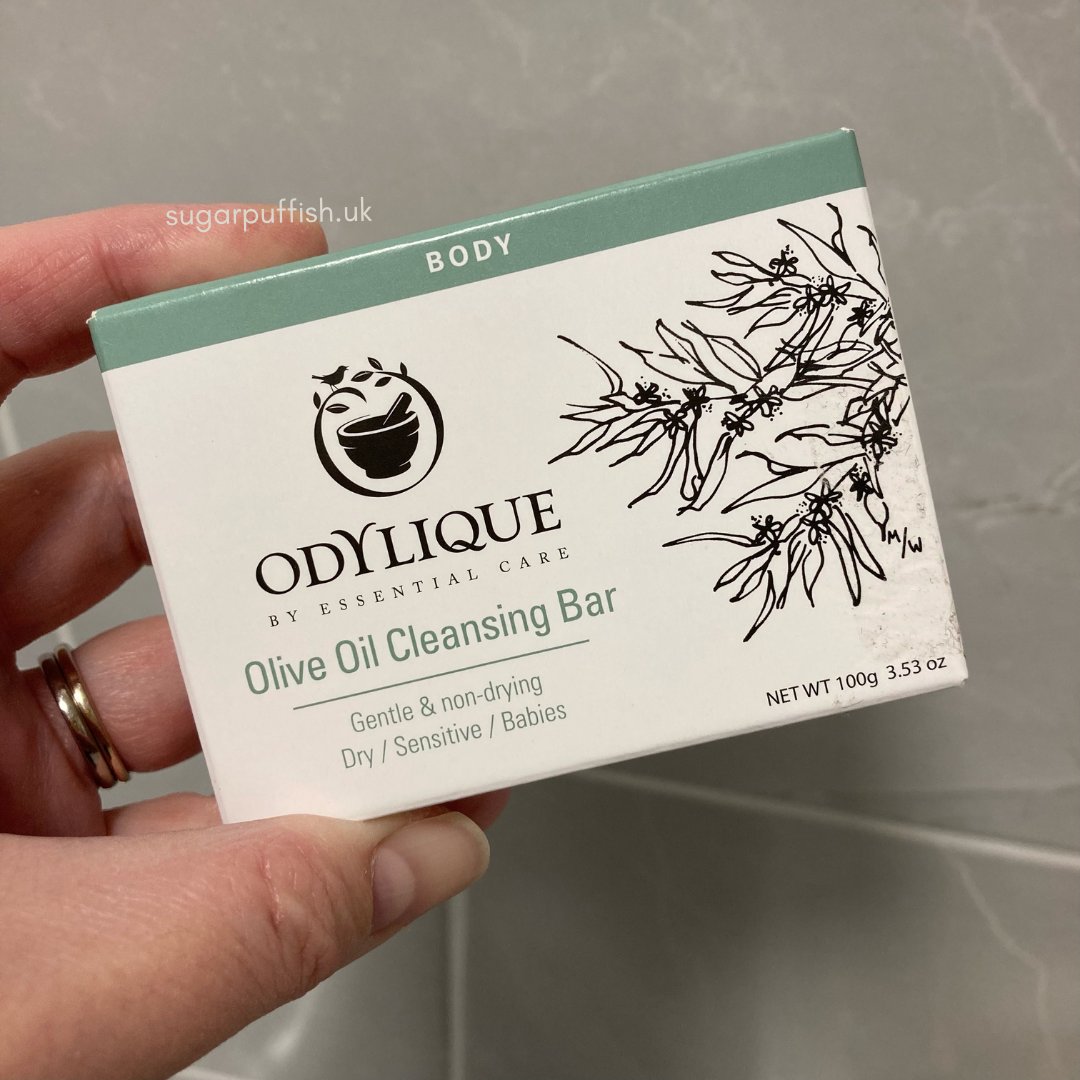 sugarpuffish.uk
BODY
ODYLIQUE
BY ESSENTIAL CARE
Olive Oil Cleansing Bar
Gentle & non-drying
Dry / Sensitive / Babies
M/W
NET WT 100g 3.53 oz